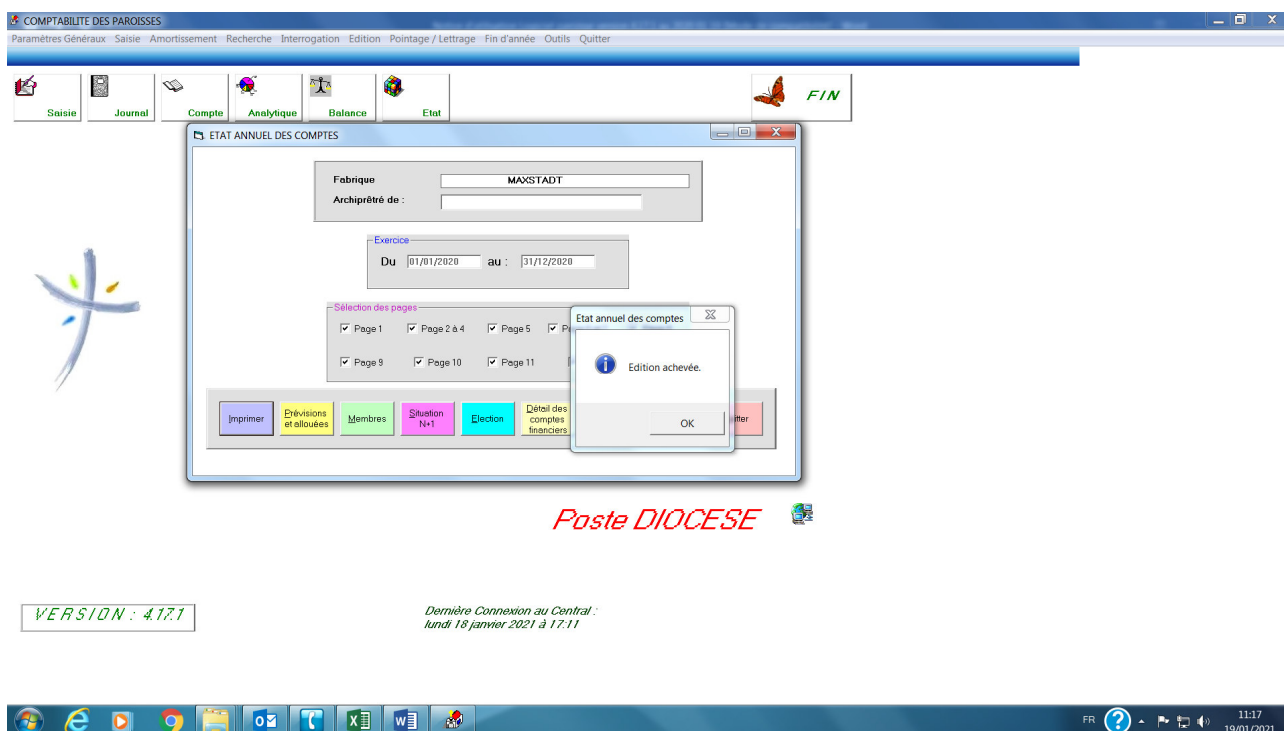 COMPTABILITE DES PAROISSES
Paramètres Généraux Saisie Amortissement Recherche Interrogation Edition Pointage / Lettrage Fin d'année Outils Quitter
Saisie Journal Compte Analytique Balance Etat FIN
ETAT ANNUEL DES COMPTES
Fabrique MAXSTADT
Archiprêtré de :
Exercice
Du 01/01/2020 au : 31/12/2020
Sélection des pages
Page 1 Page 2 à 4 Page 5
Page 9 Page 10 Page 11
Imprimer
Prévisions et allouées
Membres
Situation N+1
Election
Détail des comptes financiers
Etat annuel des comptes
Edition achevée.
OK
Poste DIOCESE
VERSION : 4.17.1
Dernière Connexion au Central :
lundi 18 janvier 2021 à 17:11
FR 11:17
19/01/2021